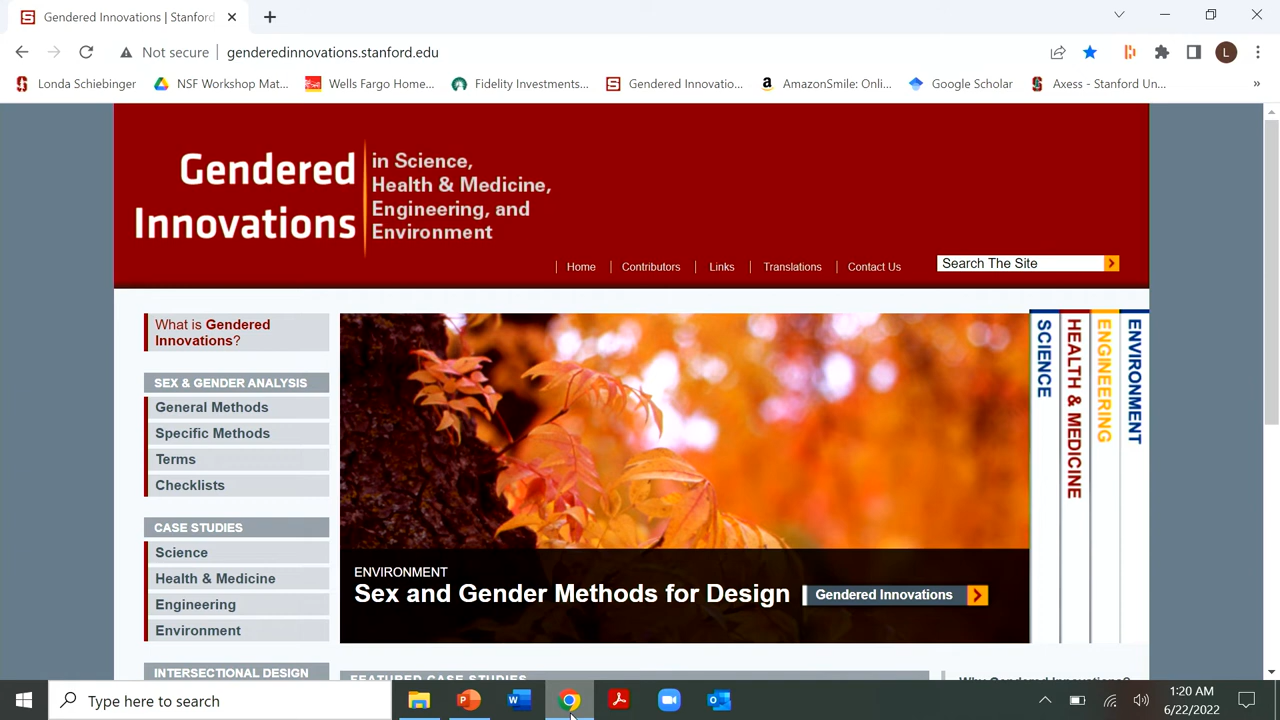 Gendered Innovations | Stanford
Not secure
genderedinnovations.stanford.edu
L
Londa Schiebinger
NSF Workshop Mat...
Wells Fargo Home...
Fidelity Investments...
Gendered Innovatio...
AmazonSmile: Onli...
Google Scholar
Axess - Stanford Un...
»
Gendered
Innovations
in Science,
Health & Medicine,
Engineering, and
Environment
Home
Contributors
Links
Translations
Contact Us
Search The Site
What is Gendered
Innovations?
SEX & GENDER ANALYSIS
General Methods
Specific Methods
Terms
Checklists
CASE STUDIES
Science
Health & Medicine
Engineering
Environment
INTERSECTIONAL DESIGN
ENVIRONMENT
Sex and Gender Methods for Design
Gendered Innovations
SCIENCE
HEALTH & MEDICINE
ENGINEERING
ENVIRONMENT
FEATURED CASE STUDIES
Why Gendered Innovations?
Type here to search
1:20 AM
6/22/2022